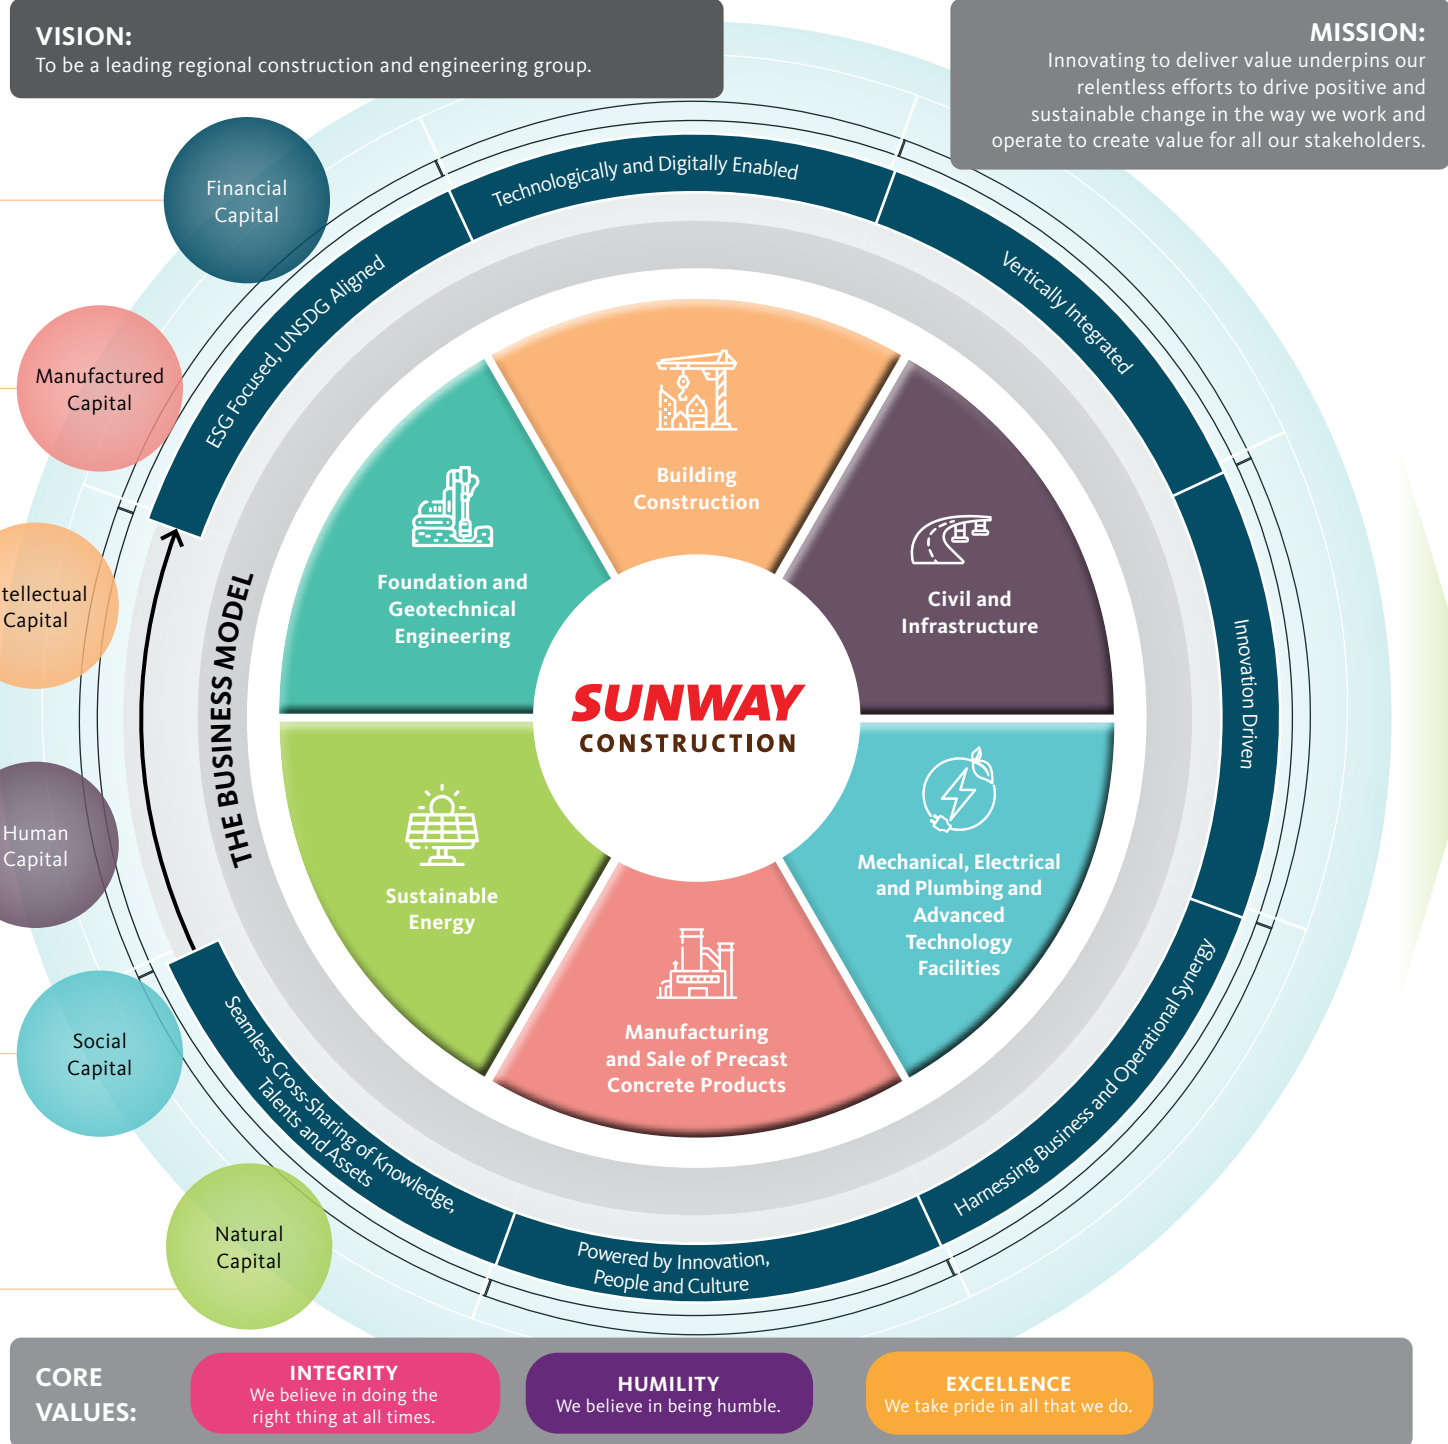 VISION:
To be a leading regional construction and engineering group.
MISSION:
Innovating to deliver value underpins our
relentless efforts to drive positive and
sustainable change in the way we work and
operate to create value for all our stakeholders.
Financial
Capital
Manufactured
Capital
tellectual
Capital
Human
Capital
Social
Capital
Natural
Capital
THE BUSINESS MODEL
ESG Focused, UNSDG Aligned
Technologically and Digitally Enabled
Vertically Integrated
Innovation Driven
Harnessing Business and Operational Synergy
Powered by Innovation,
People and Culture
Seamless Cross-Sharing of Knowledge,
Talents and Assets
Building
Construction
Civil and
Infrastructure
Mechanical, Electrical
and Plumbing and
Advanced
Technology
Facilities
Manufacturing
and Sale of Precast
Concrete Products
Sustainable
Energy
Foundation and
Geotechnical
Engineering
SUNWAY
CONSTRUCTION
CORE
VALUES:
INTEGRITY
We believe in doing the
right thing at all times.
HUMILITY
We believe in being humble.
EXCELLENCE
We take pride in all that we do.